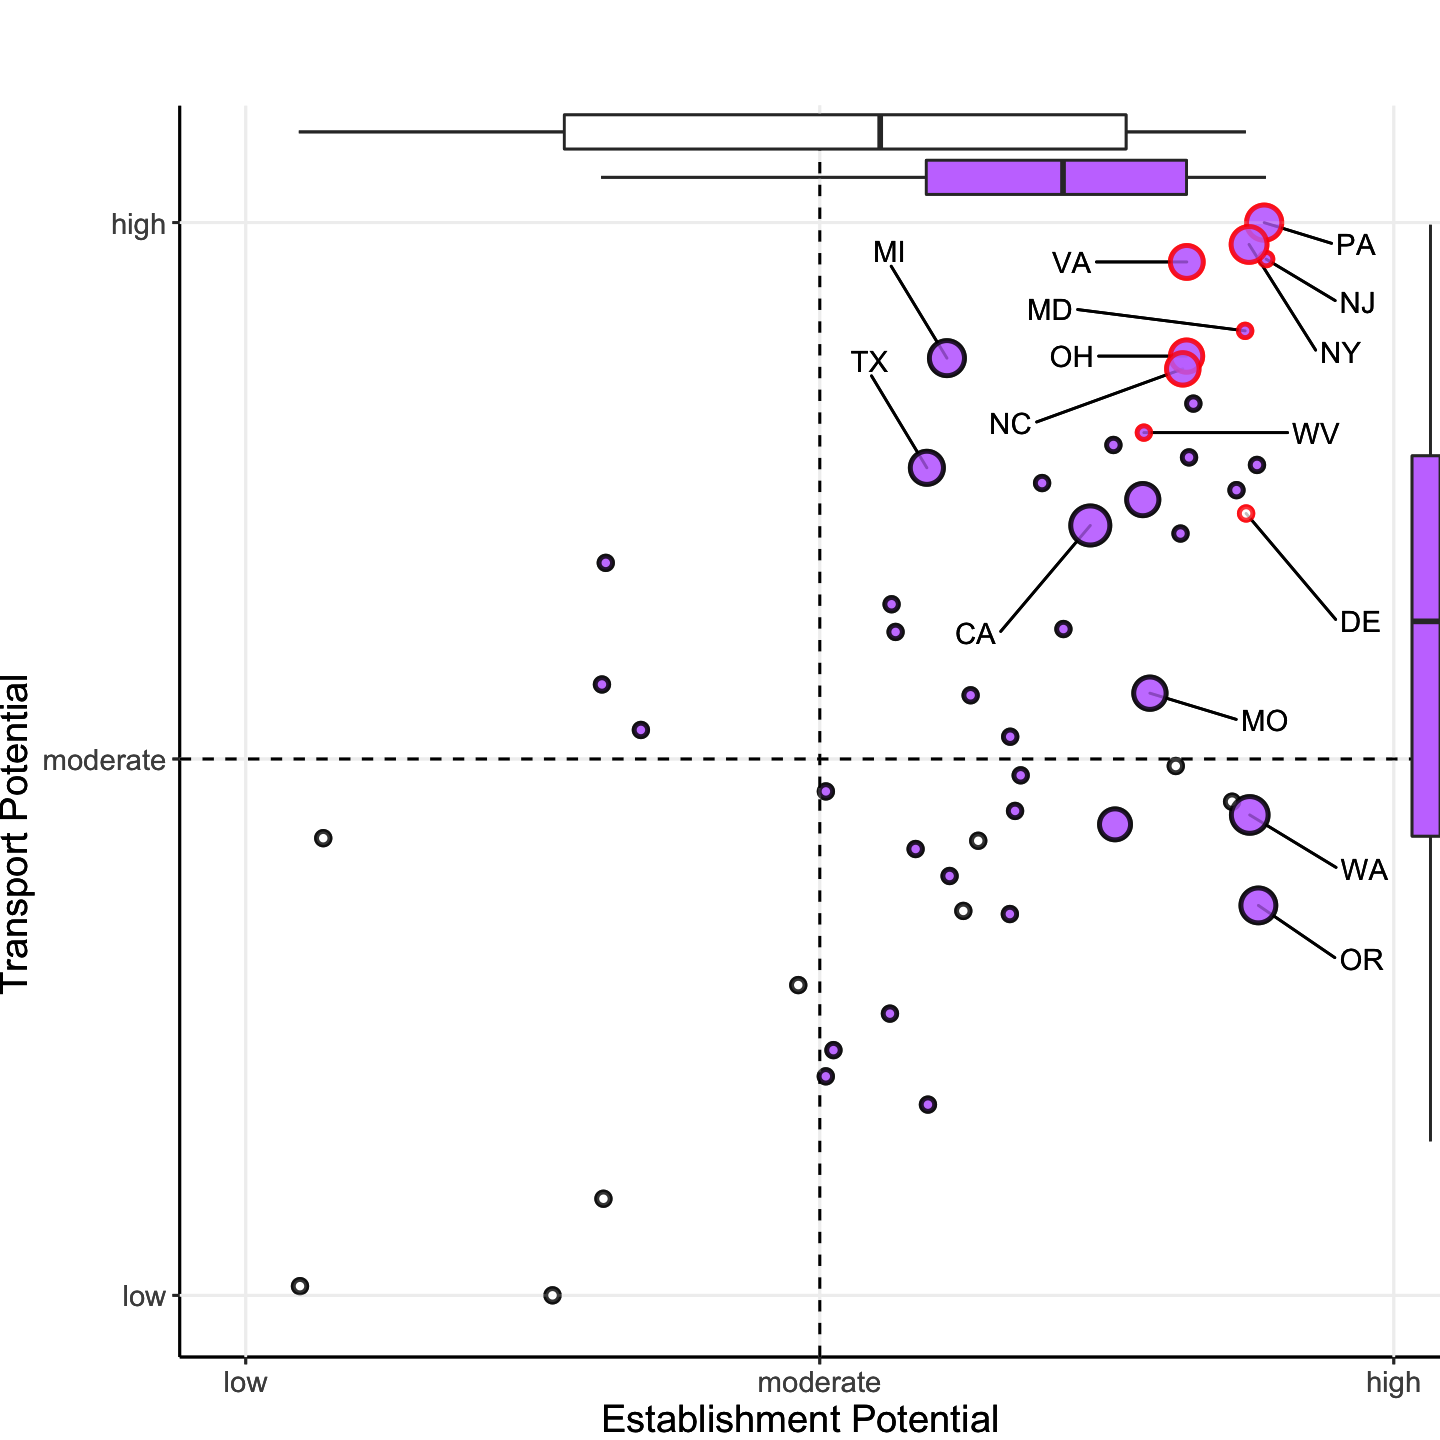 high
MI
VA
PA
NJ
MD
NY
OH
TX
NC
WV
CA
DE
MO
moderate
WA
OR
low
Transport Potential
low
moderate
high
Establishment Potential